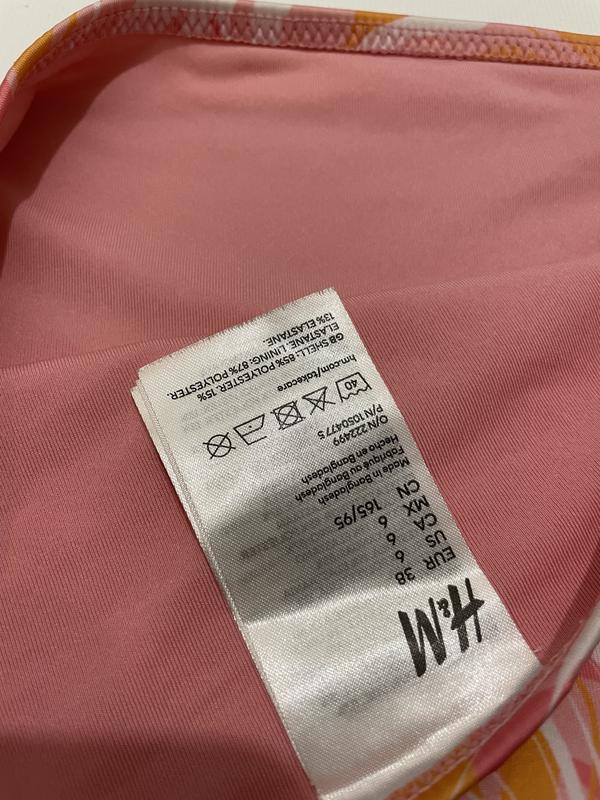 H&M
EUR 38
US 6
CA 6
MX 6
CN 165/95
Made in Bangladesh
Fabriqué au Bangladesh
Hecho en Bangladesh
O/N 222499
P/N 10504775
40
hm.com/takecare
GB SHELL: 85% POLYESTER. 15%
ELASTANE. LINING: 87% POLYESTER.
13% ELASTANE.